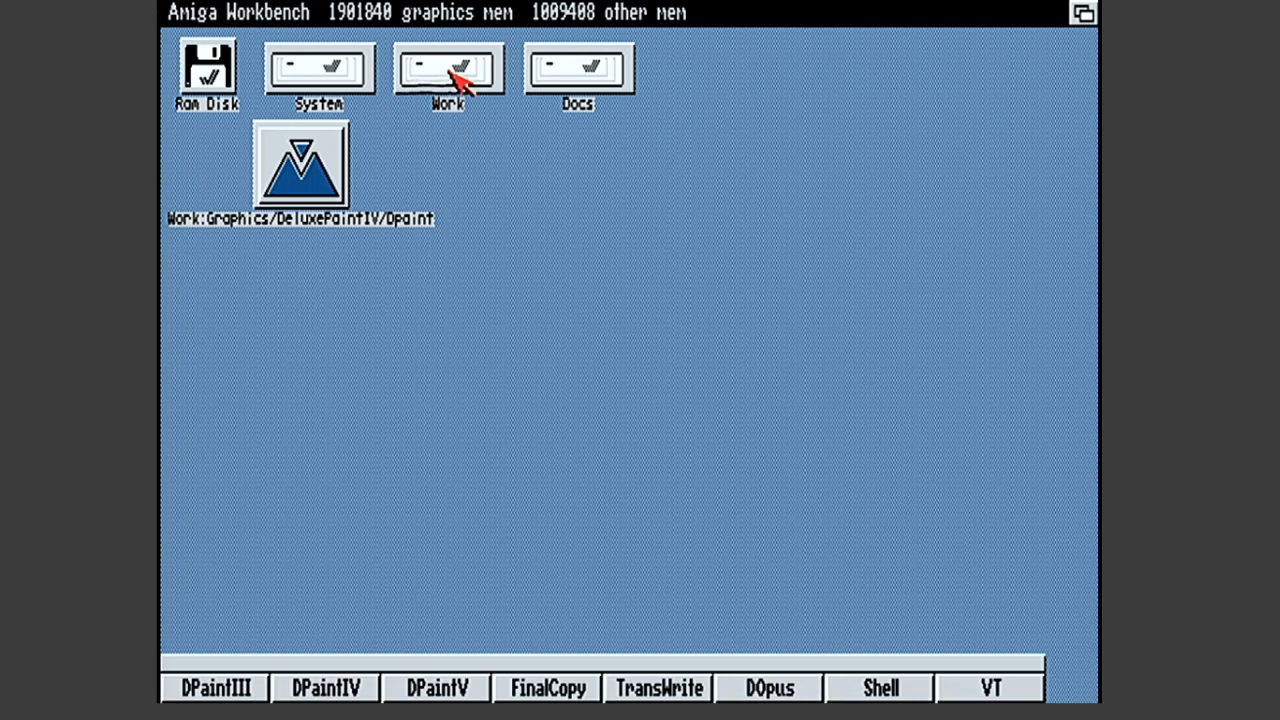 Amiga Workbench 1901840 graphics mem 1009408 other mem
Ram Disk System Work Docs
Work:Graphics/DeluxePaintIV/Dpaint
DPaintIII DPaintIV DPaintV FinalCopy TransWrite DOpus Shell VT